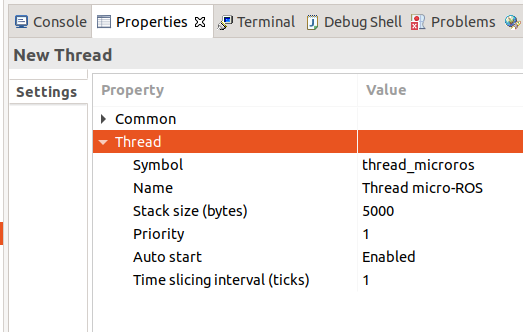 Console Properties Terminal Debug Shell Problems
New Thread
Settings
Property Value
Common
Thread
Symbol thread_microros
Name Thread micro-ROS
Stack size (bytes) 5000
Priority 1
Auto start Enabled
Time slicing interval (ticks) 1